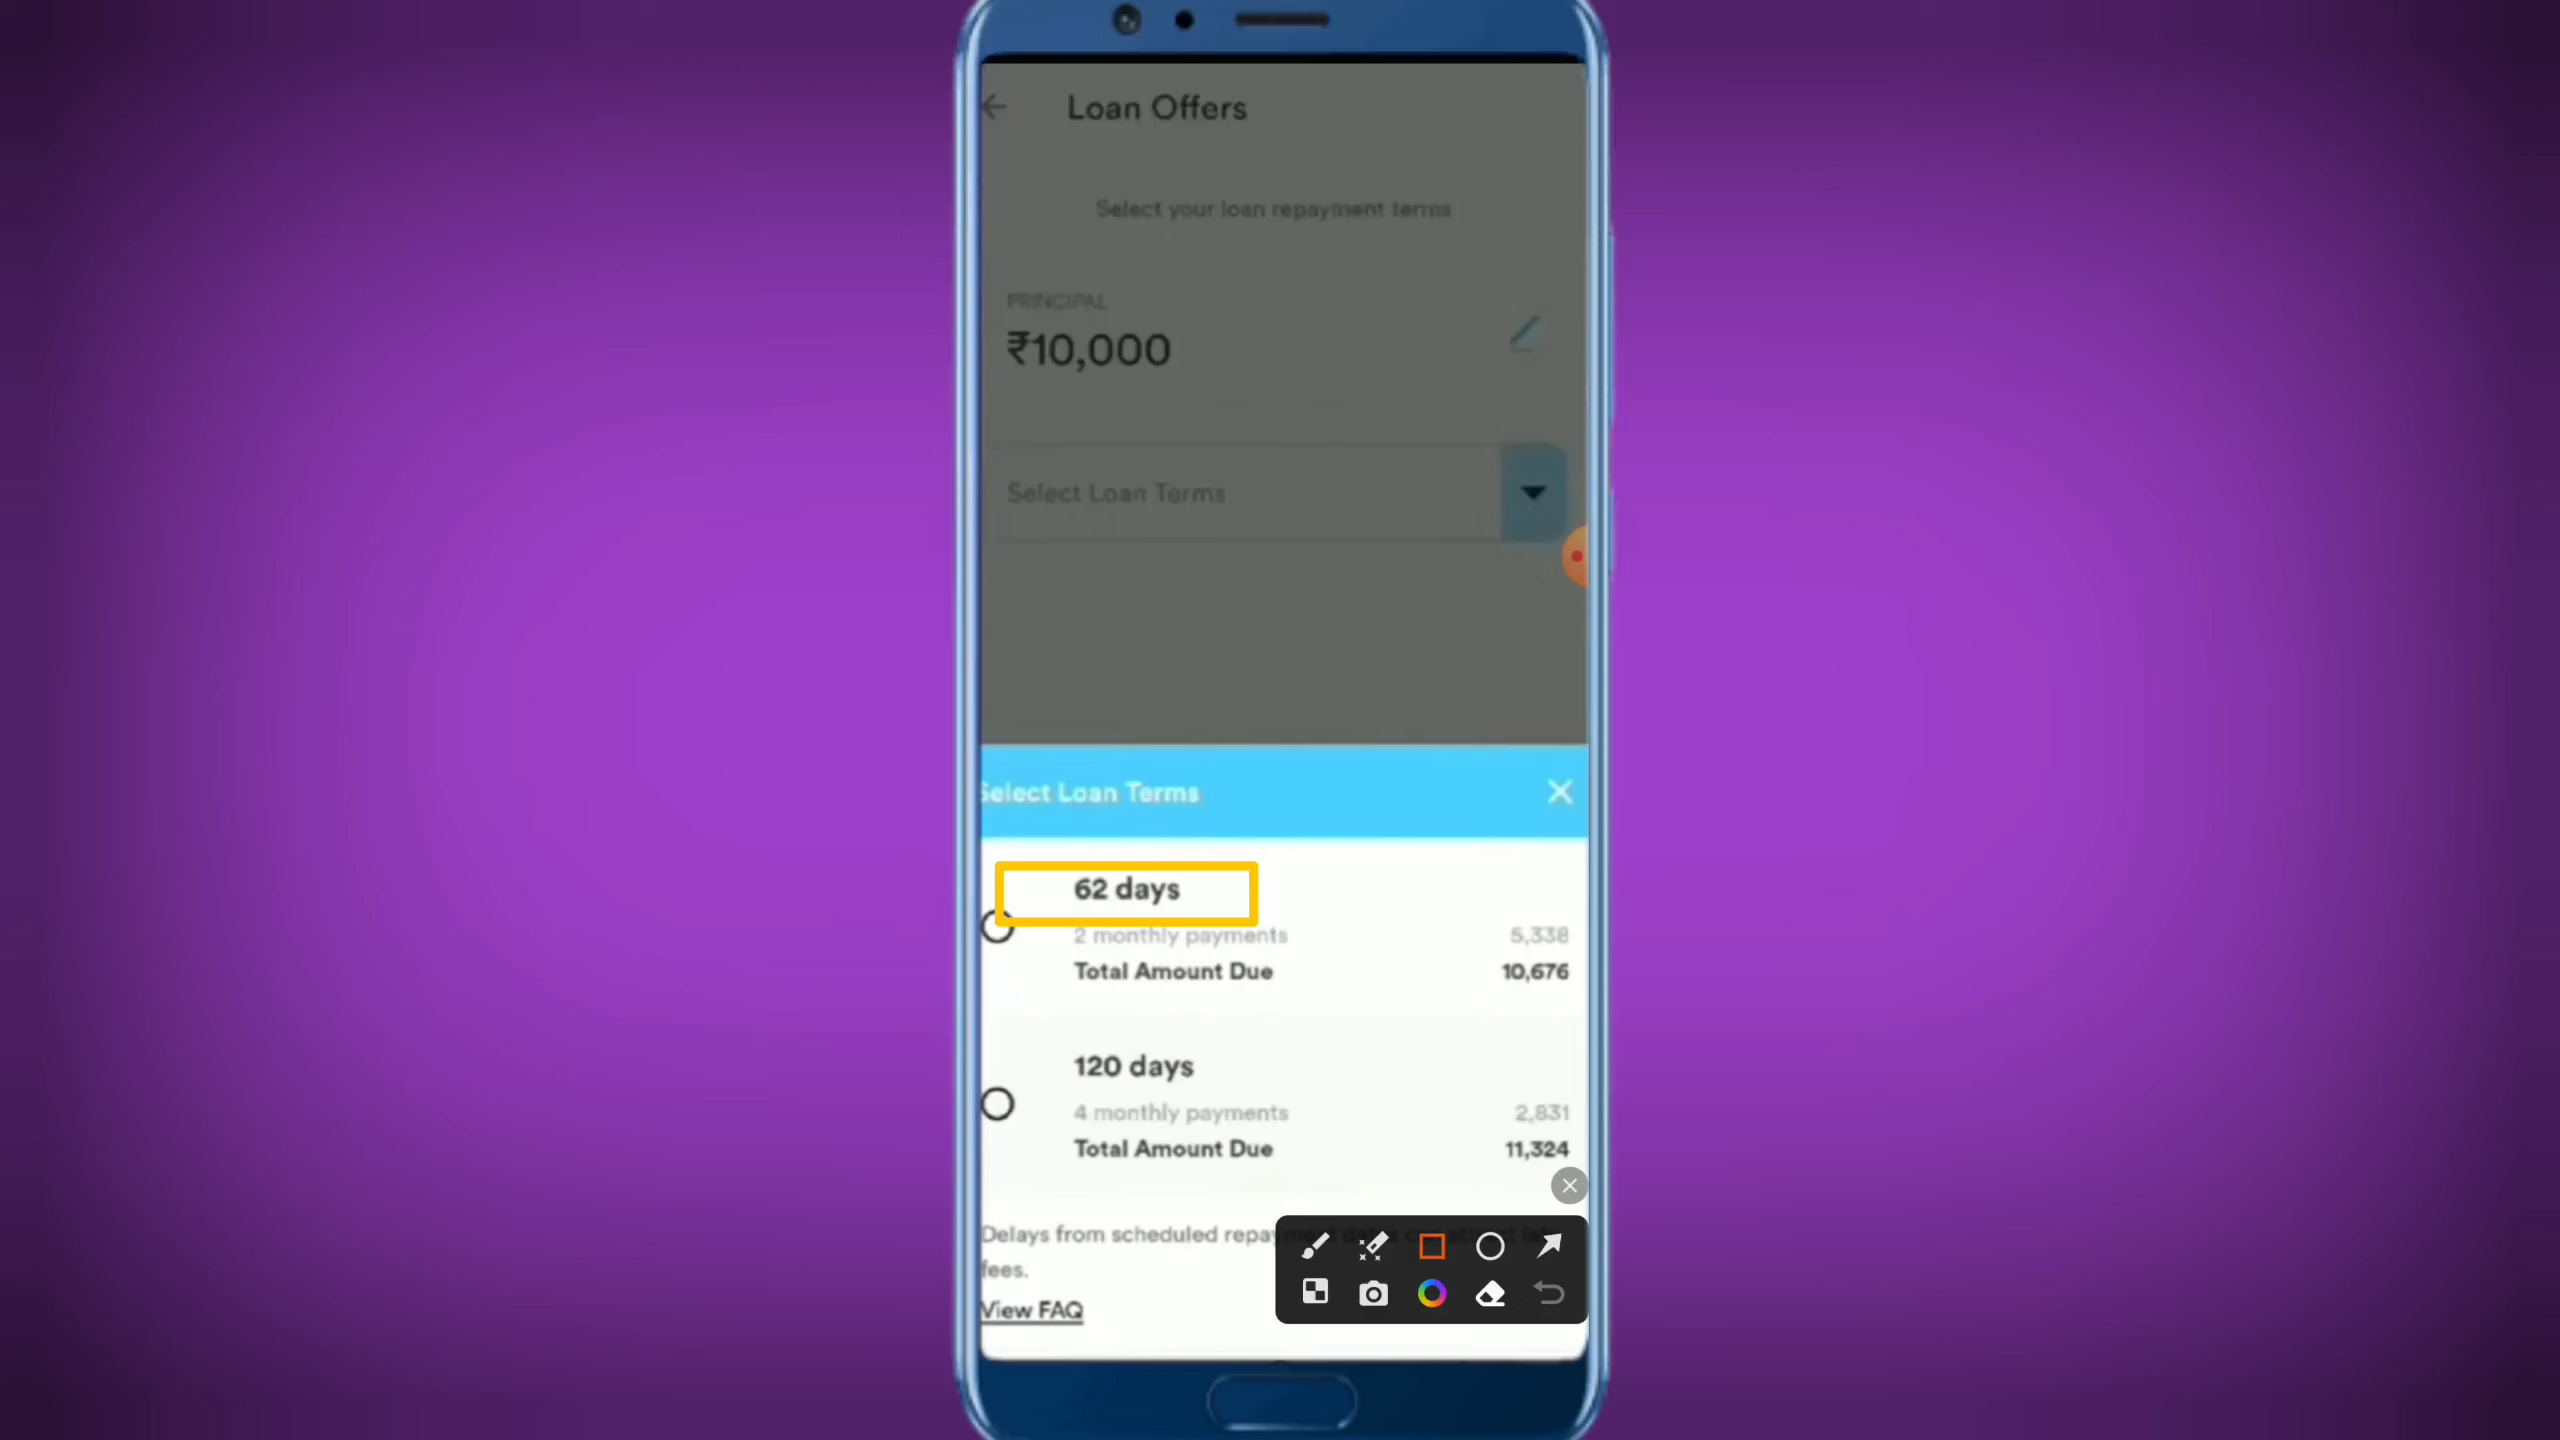 Loan Offers
Select your loan repayment terms
PRINCIPAL
₹10,000
Select Loan Terms
Select Loan Terms
62 days
2 monthly payments 5,338
Total Amount Due 10,676
120 days
4 monthly payments 2,831
Total Amount Due 11,324
Delays from scheduled
fees.
View FAQ